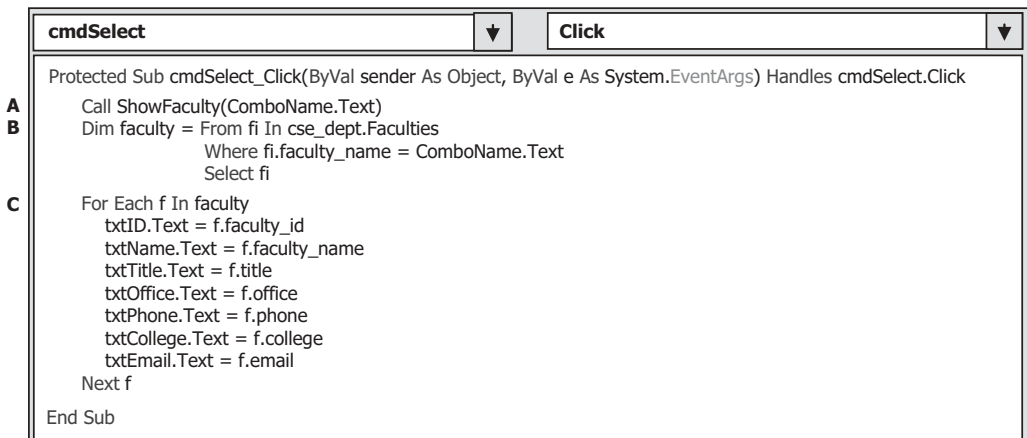 cmdSelect Click
Protected Sub cmdSelect_Click(ByVal sender As Object, ByVal e As System.EventArgs) Handles cmdSelect.Click
A Call ShowFaculty(ComboName.Text)
B Dim faculty = From fi In cse_dept.Faculties
Where fi.faculty_name = ComboName.Text
Select fi
C For Each f In faculty
txtID.Text = f.faculty_id
txtName.Text = f.faculty_name
txtTitle.Text = f.title
txtOffice.Text = f.office
txtPhone.Text = f.phone
txtCollege.Text = f.college
txtEmail.Text = f.email
Next f
End Sub